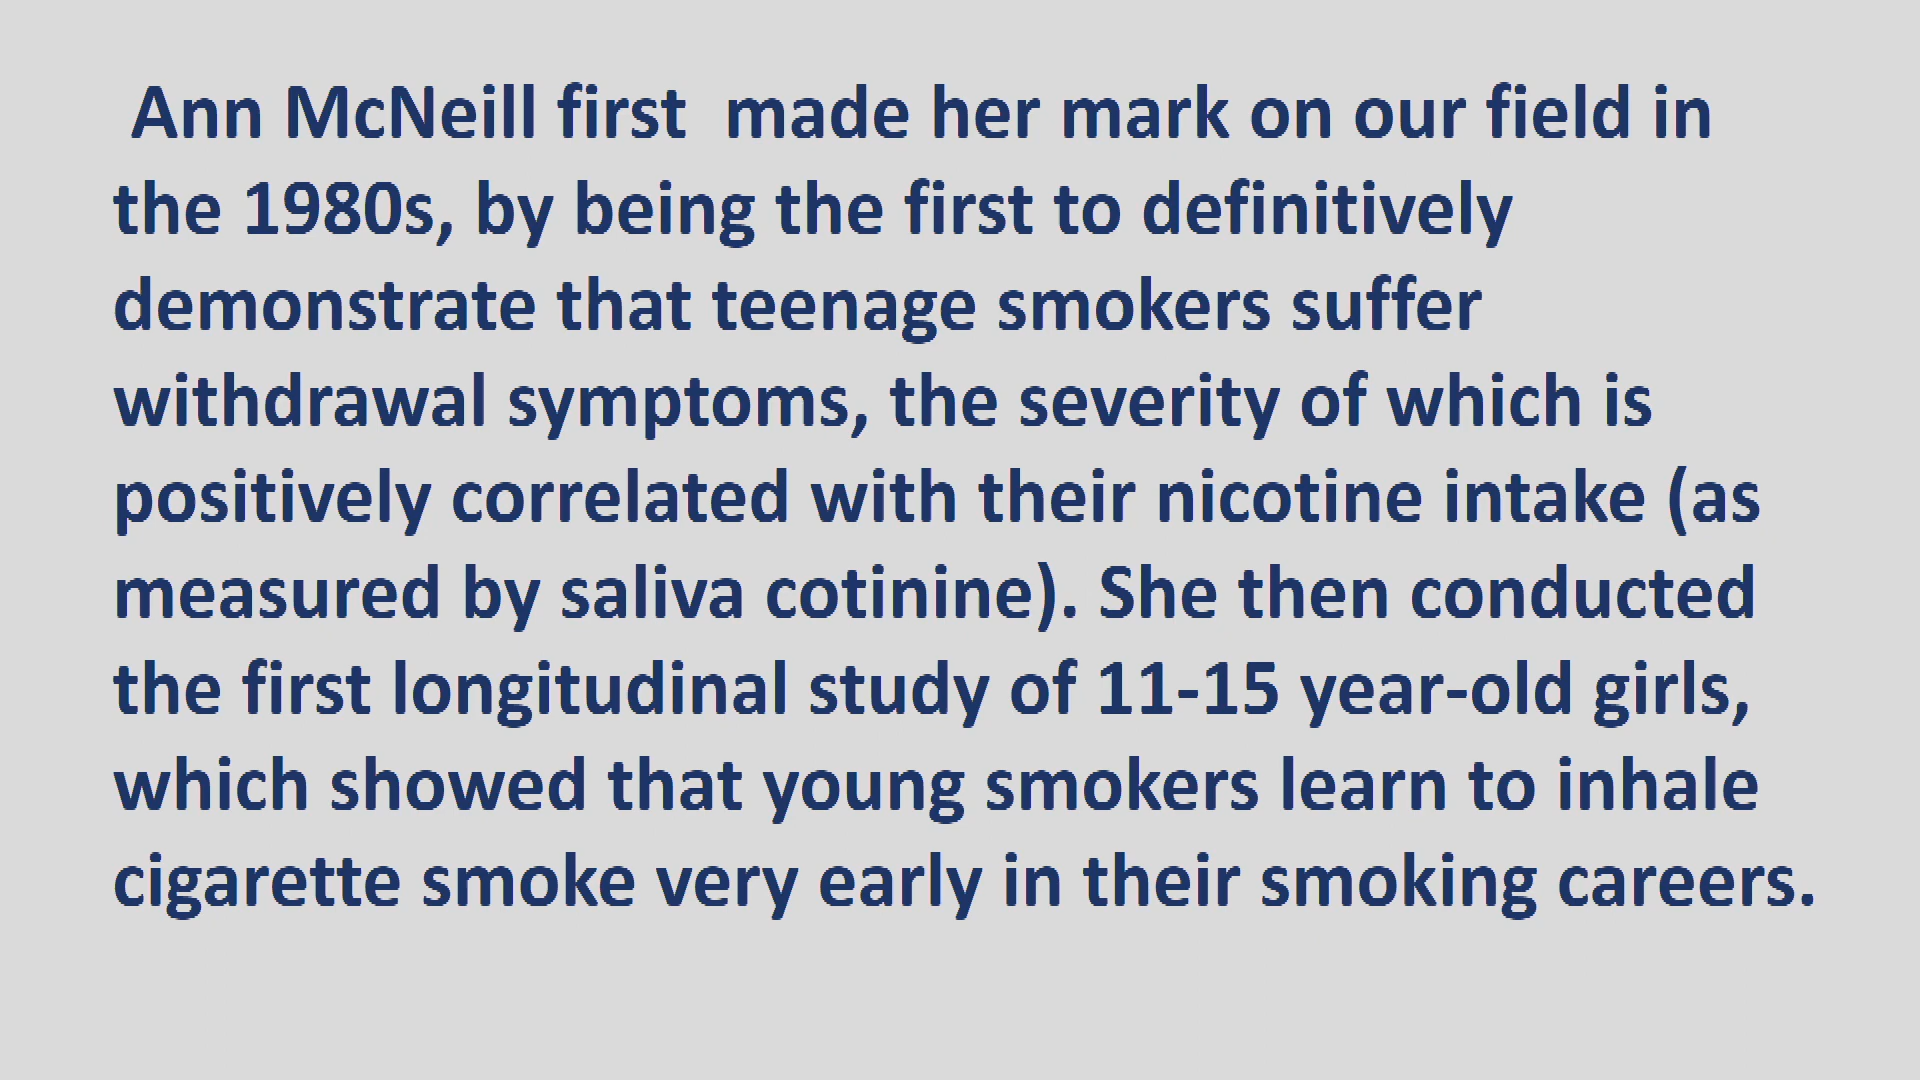 Ann McNeill first  made her mark on our field in
the 1980s, by being the first to definitively
demonstrate that teenage smokers suffer
withdrawal symptoms, the severity of which is
positively correlated with their nicotine intake (as
measured by saliva cotinine). She then conducted
the first longitudinal study of 11-15 year-old girls,
which showed that young smokers learn to inhale
cigarette smoke very early in their smoking careers.